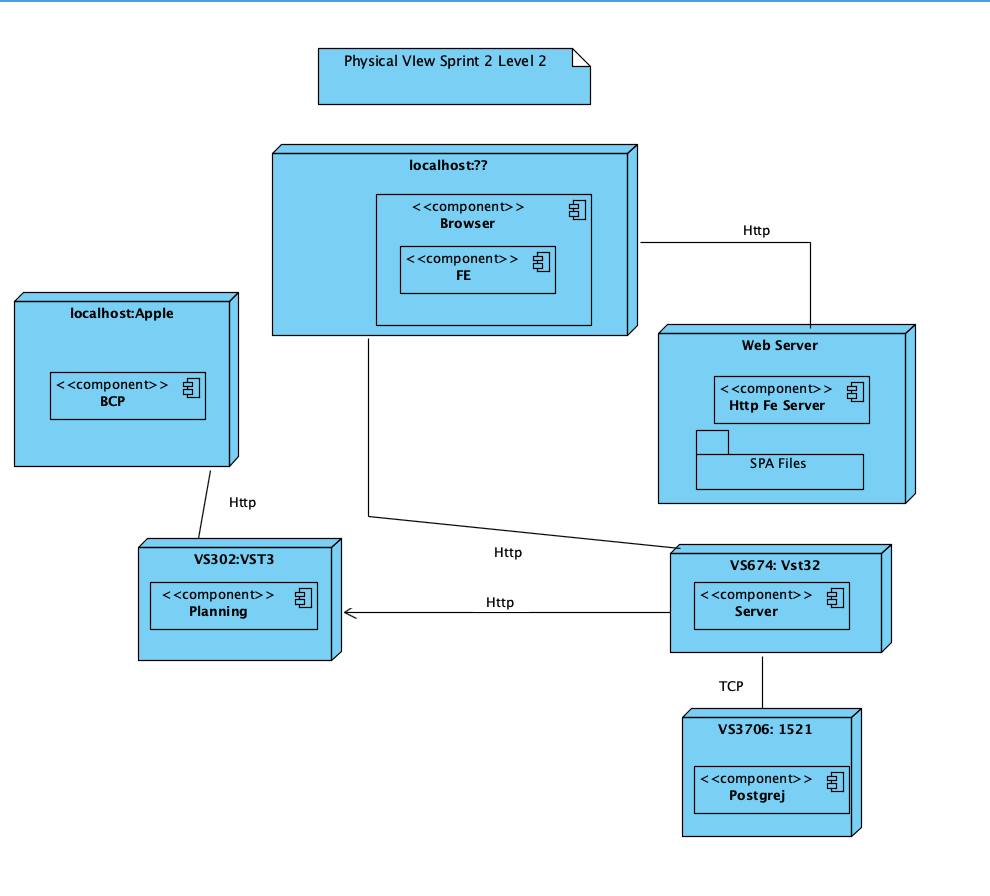 Physical VIew Sprint 2 Level 2
localhost:??
<<component>>
Browser
<<component>>
FE
Http
localhost:Apple
<<component>>
BCP
Web Server
<<component>>
Http Fe Server
SPA Files
Http
Http
VS302:VST3
<<component>>
Planning
Http
VS674: Vst32
<<component>>
Server
TCP
VS3706: 1521
<<component>>
Postgrej